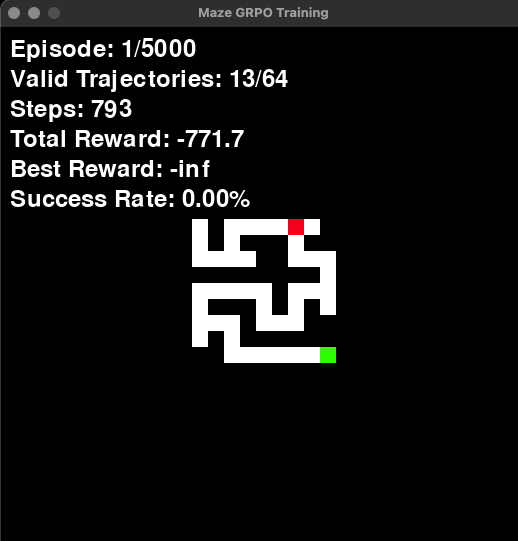 Maze GRPO Training
Episode: 1/5000
Valid Trajectories: 13/64
Steps: 793
Total Reward: -771.7
Best Reward: -inf
Success Rate: 0.00%